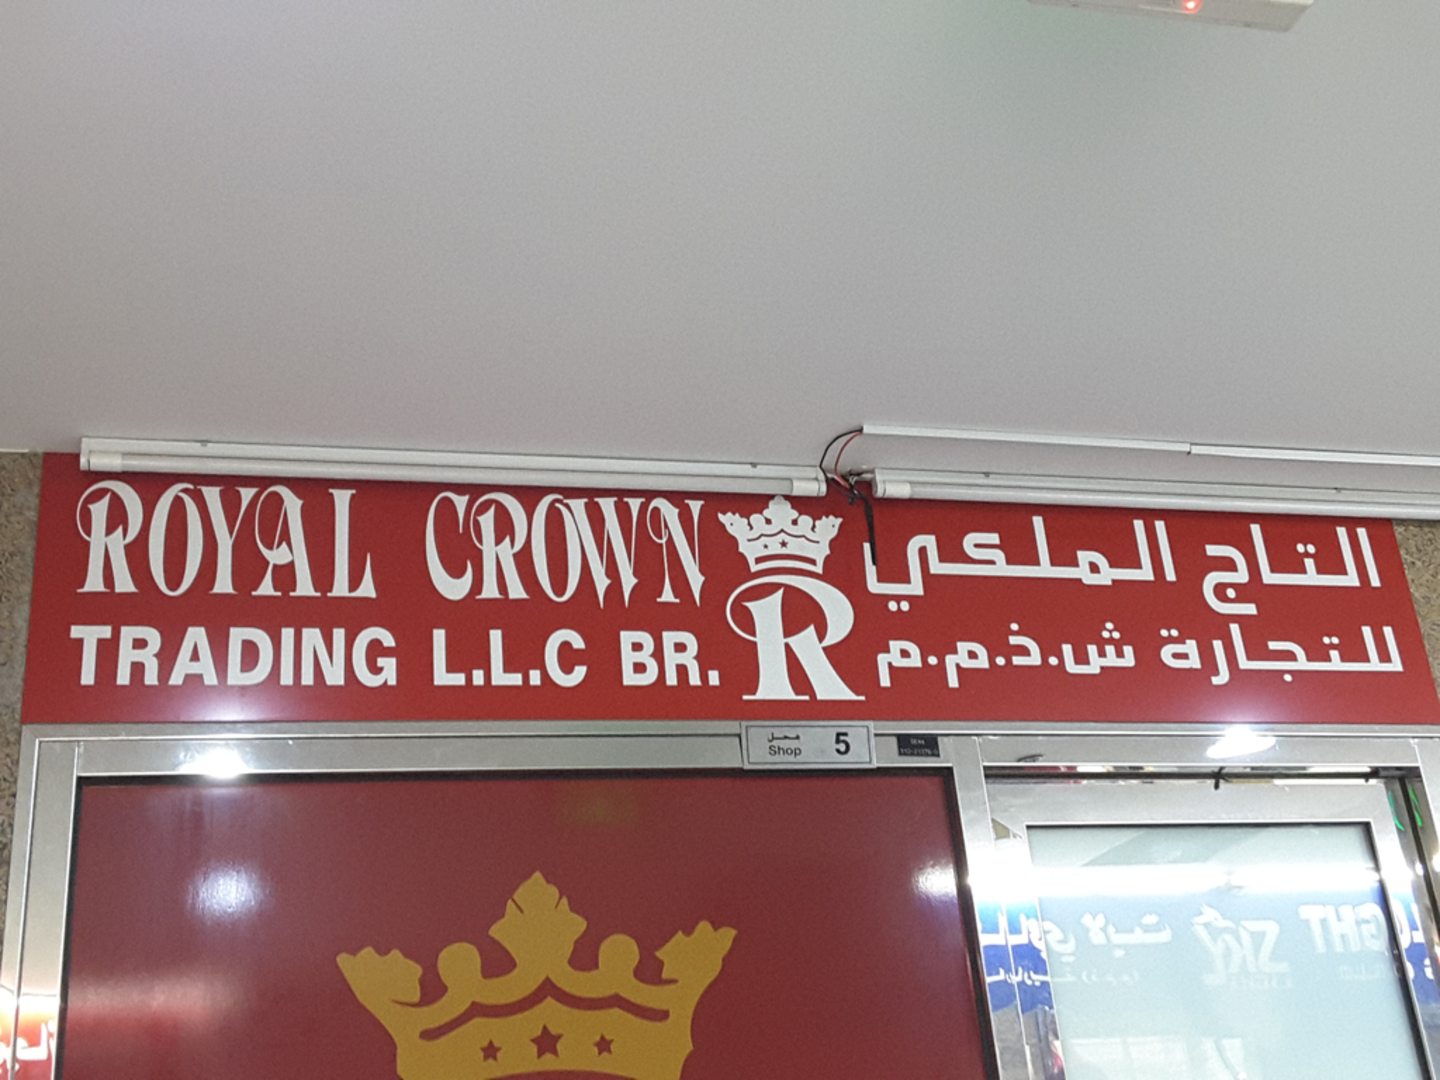 ROYAL CROWN
TRADING L.L.C BR.
R
التاج الملكي
للتجارة ش.ذ.م.م
محل
Shop 5